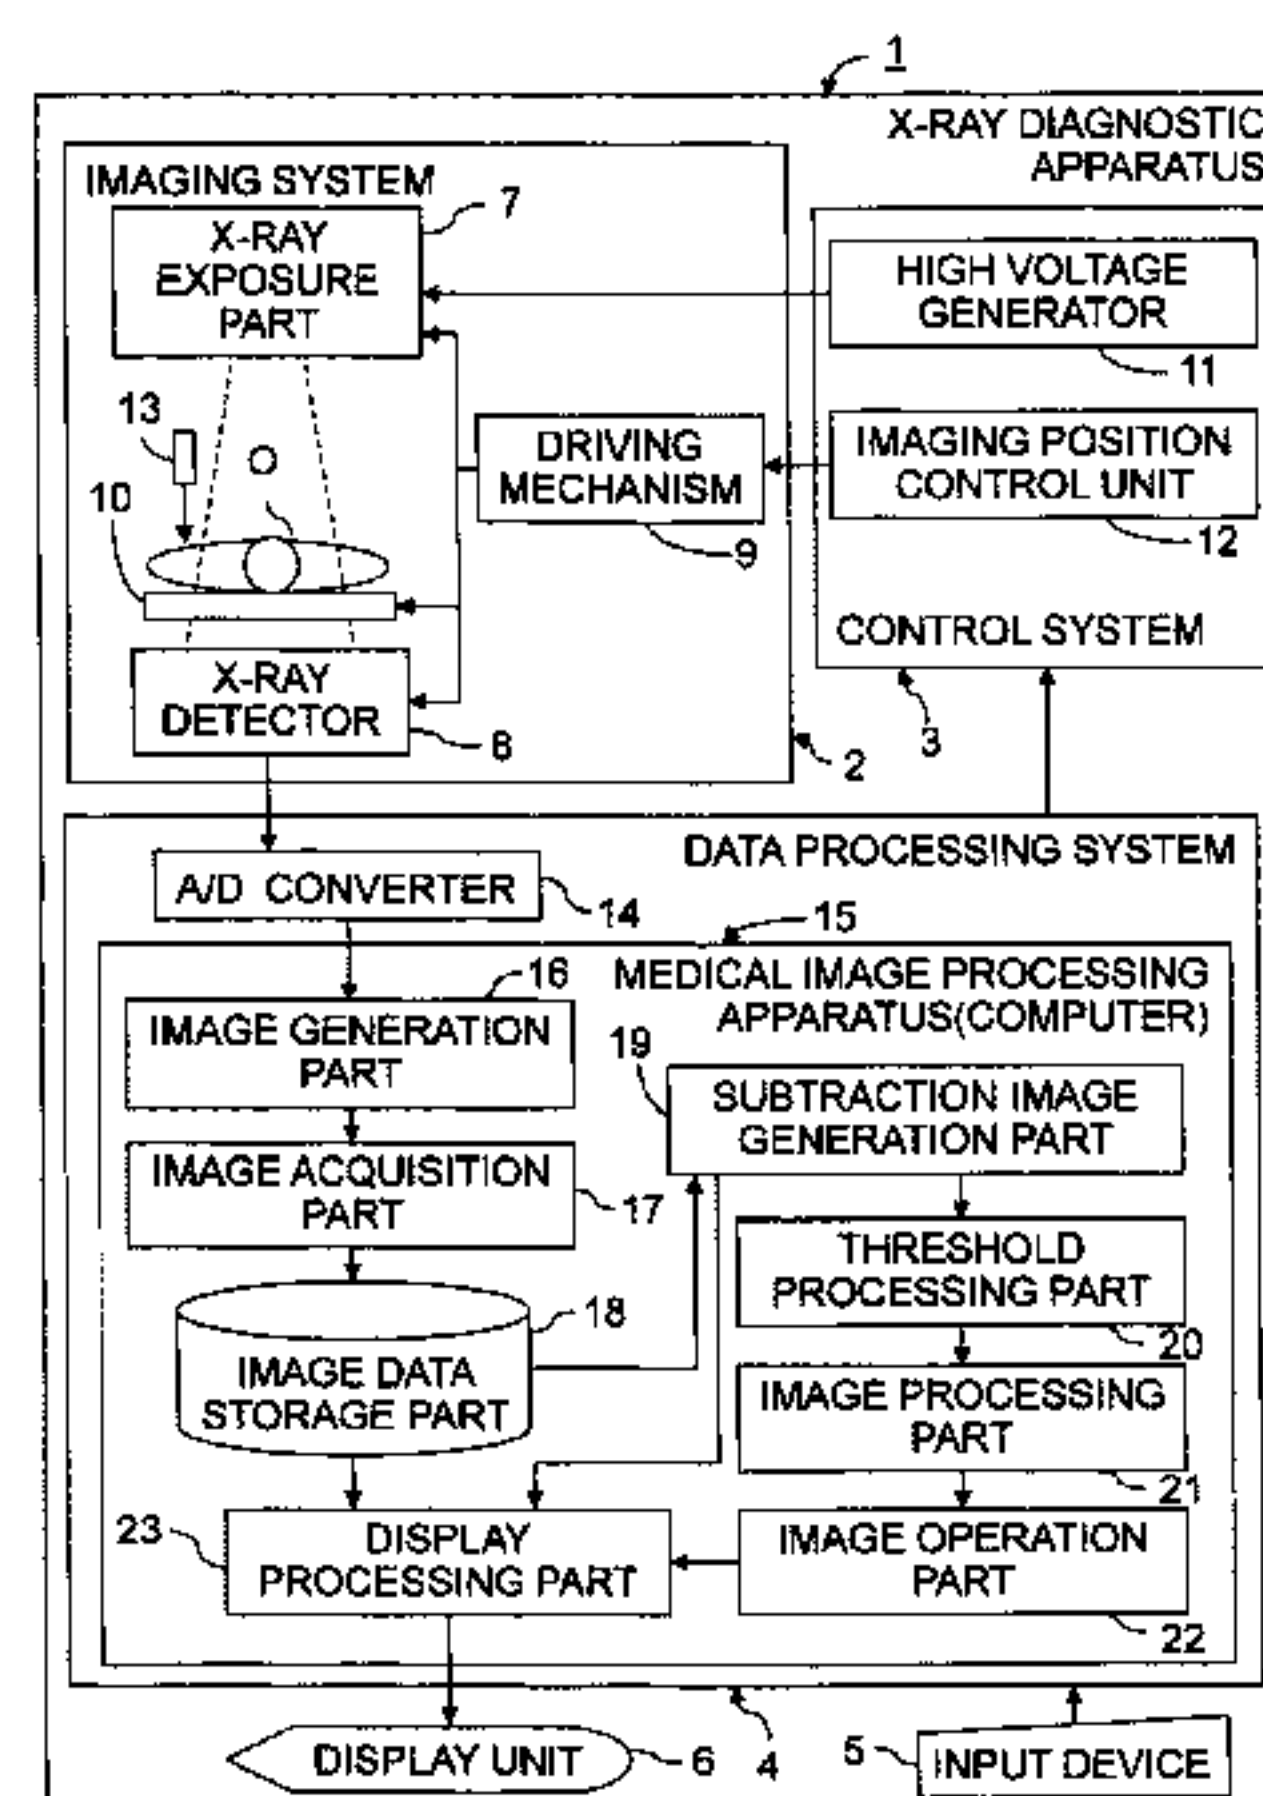 1
X-RAY DIAGNOSTIC
APPARATUS
IMAGING SYSTEM
7
X-RAY
EXPOSURE
PART
HIGH VOLTAGE
GENERATOR
11
13
O
10
DRIVING
MECHANISM
9
IMAGING POSITION
CONTROL UNIT
12
CONTROL SYSTEM
3
X-RAY
DETECTOR
8
2
DATA PROCESSING SYSTEM
A/D CONVERTER
14
15
MEDICAL IMAGE PROCESSING
APPARATUS(COMPUTER)
16
IMAGE GENERATION
PART
19
SUBTRACTION IMAGE
GENERATION PART
IMAGE ACQUISITION
PART
17
THRESHOLD
PROCESSING PART
20
18
IMAGE DATA
STORAGE PART
IMAGE PROCESSING
PART
21
23
DISPLAY
PROCESSING PART
IMAGE OPERATION
PART
22
DISPLAY UNIT
6
4
5
INPUT DEVICE